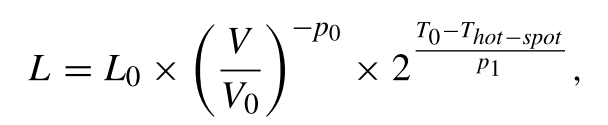 $L = L_0 \times \left( \frac{V}{V_0} \right)^{-p_0} \times 2^{\frac{T_0 - T_{hot-spot}}{p_1}},$